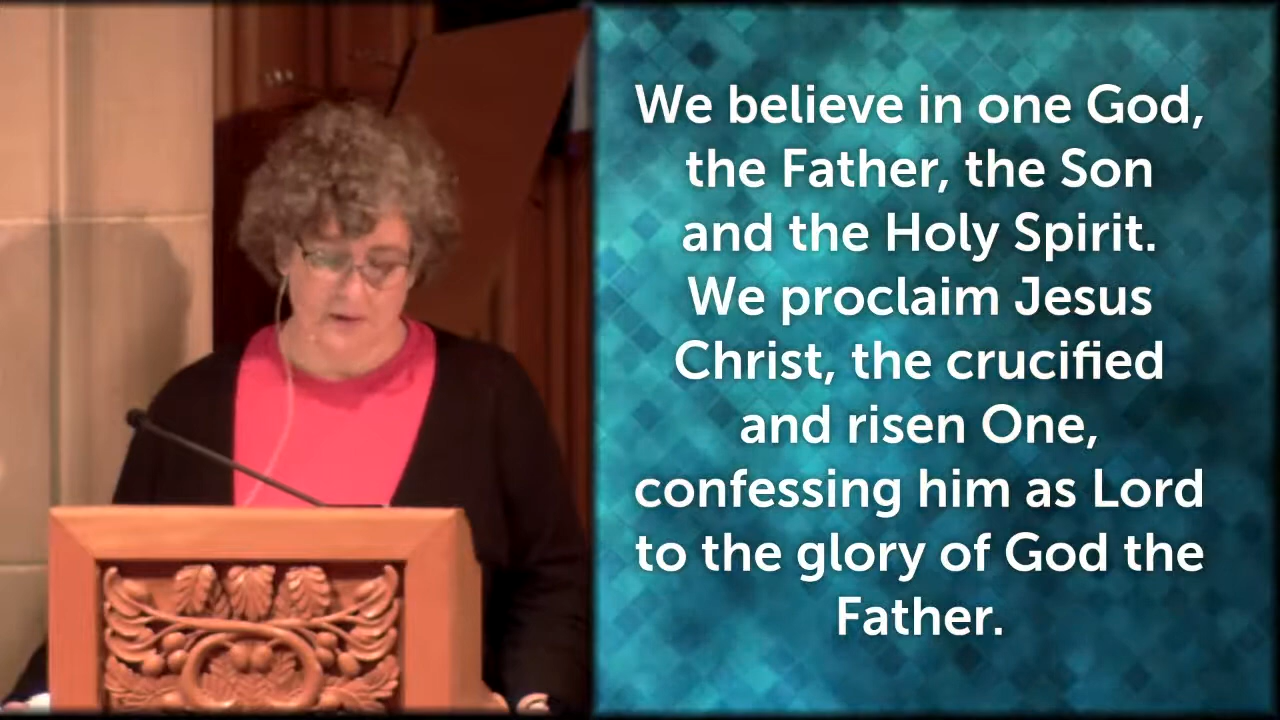 We believe in one God,
the Father, the Son
and the Holy Spirit.
We proclaim Jesus
Christ, the crucified
and risen One,
confessing him as Lord
to the glory of God the
Father.